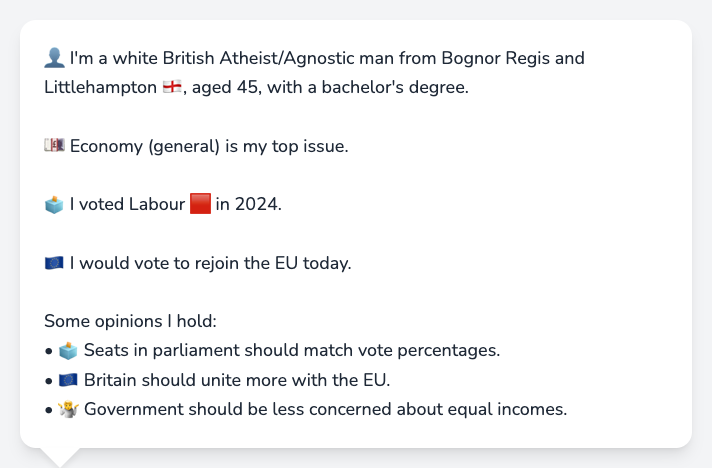 👤 I'm a white British Atheist/Agnostic man from Bognor Regis and
Littlehampton 🏴󠁧󠁢󠁥󠁮󠁧󠁿, aged 45, with a bachelor's degree.
💷 Economy (general) is my top issue.
🗳️ I voted Labour 🟥 in 2024.
🇪🇺 I would vote to rejoin the EU today.
Some opinions I hold:
• 🗳️ Seats in parliament should match vote percentages.
• 🇪🇺 Britain should unite more with the EU.
• 🤷 Government should be less concerned about equal incomes.